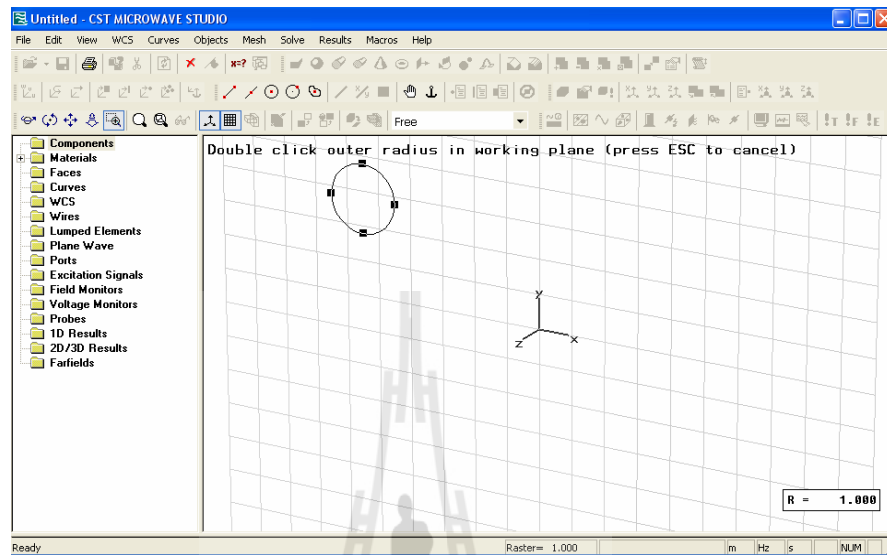 Untitled - CST MICROWAVE STUDIO
File Edit View WCS Curves Objects Mesh Solve Results Macros Help
Free
Components
Materials
Faces
Curves
WCS
Wires
Lumped Elements
Plane Wave
Ports
Excitation Signals
Field Monitors
Voltage Monitors
Probes
1D Results
2D/3D Results
Farfields
Double click outer radius in working plane (press ESC to cancel)
y
z
x
R = 1.000
Ready Raster= 1.000 m Hz s NUM